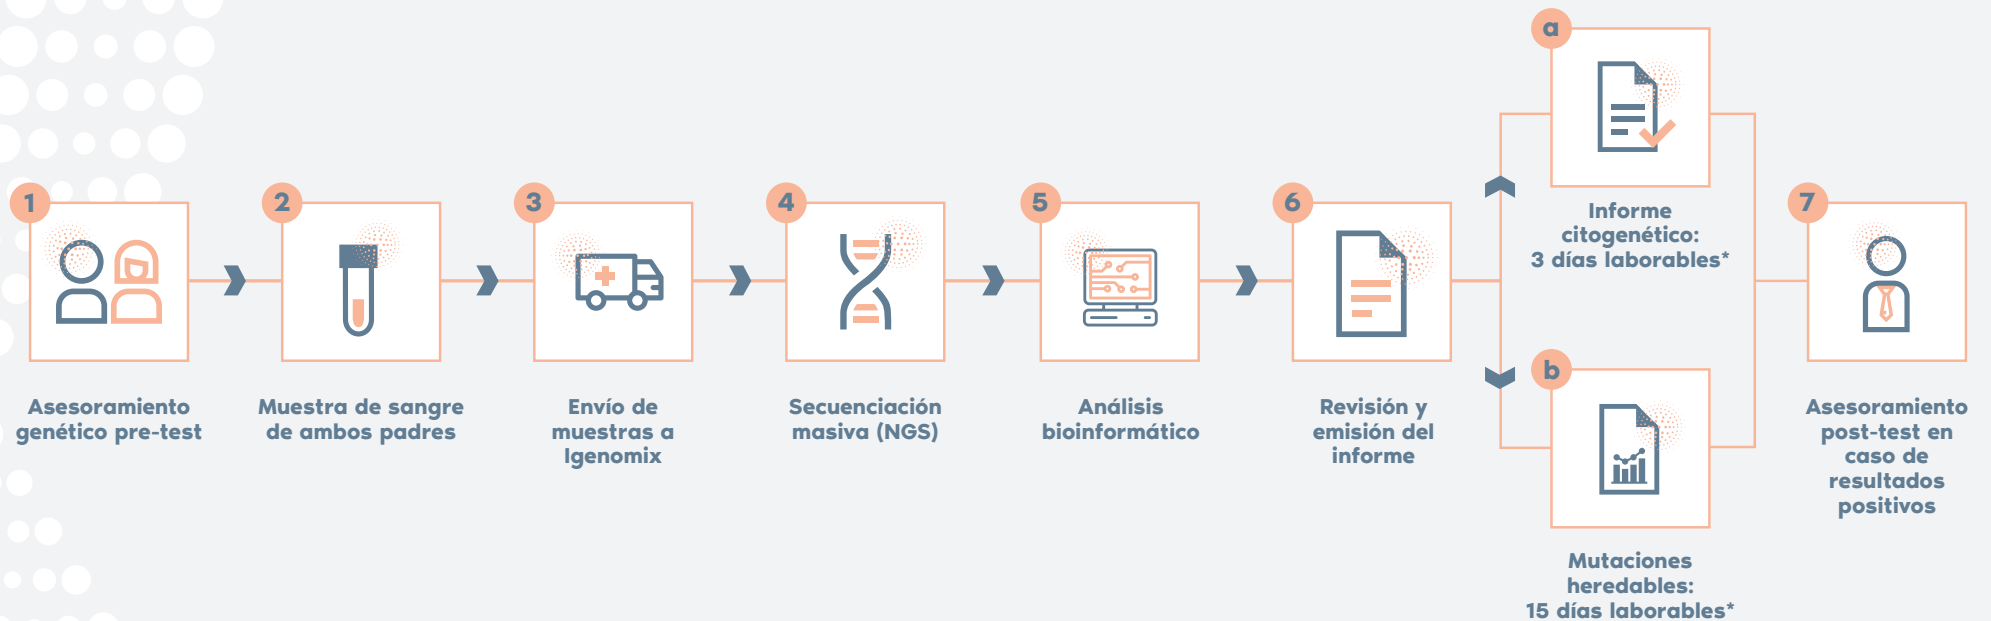 1
Asesoramiento
genético pre-test
2
Muestra de sangre
de ambos padres
3
Envío de
muestras a
Igenomix
4
Secuenciación
masiva (NGS)
5
Análisis
bioinformático
6
Revisión y
emisión del
informe
a
Informe
citogenético:
3 días laborables*
b
Mutaciones
heredables:
15 días laborables*
7
Asesoramiento
post-test en
caso de
resultados
positivos